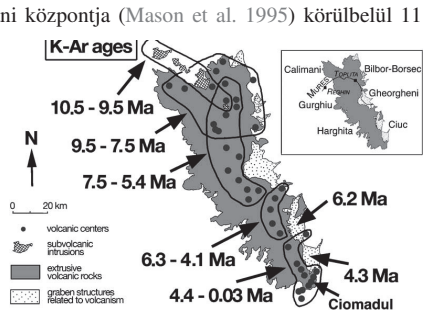 ni központja (Mason et al. 1995) körülbelül 11
K-Ar ages
10.5 - 9.5 Ma
9.5 - 7.5 Ma
7.5 - 5.4 Ma
6.2 Ma
6.3 - 4.1 Ma
4.3 Ma
4.4 - 0.03 Ma
Ciomadul
N
0 20 km
volcanic centers
subvolcanic
intrusions
extrusive
volcanic rocks
graben structures
related to volcanism
Calimani
Bilbor-Borsec
TOPLITA
MURES
REGHIN
Gheorgheni
Gurghiu
Harghita
Ciuc